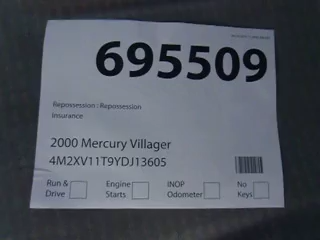 695509
Repossession : Repossession
Insurance
2000 Mercury Villager
4M2XV11T9YDJ13605
Run & Drive
Engine Starts
INOP Odometer
No Keys